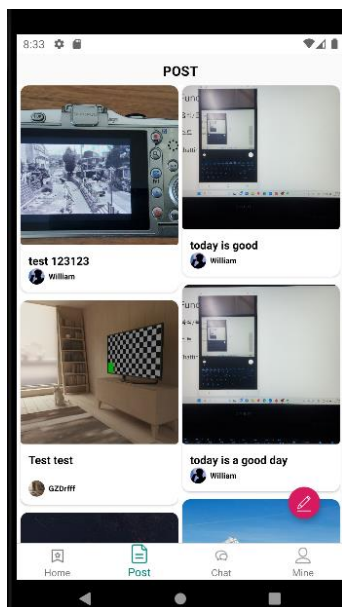 8:33
POST
test 123123
William
today is good
William
Test test
GZDrfff
today is a good day
William
Home
Post
Chat
Mine